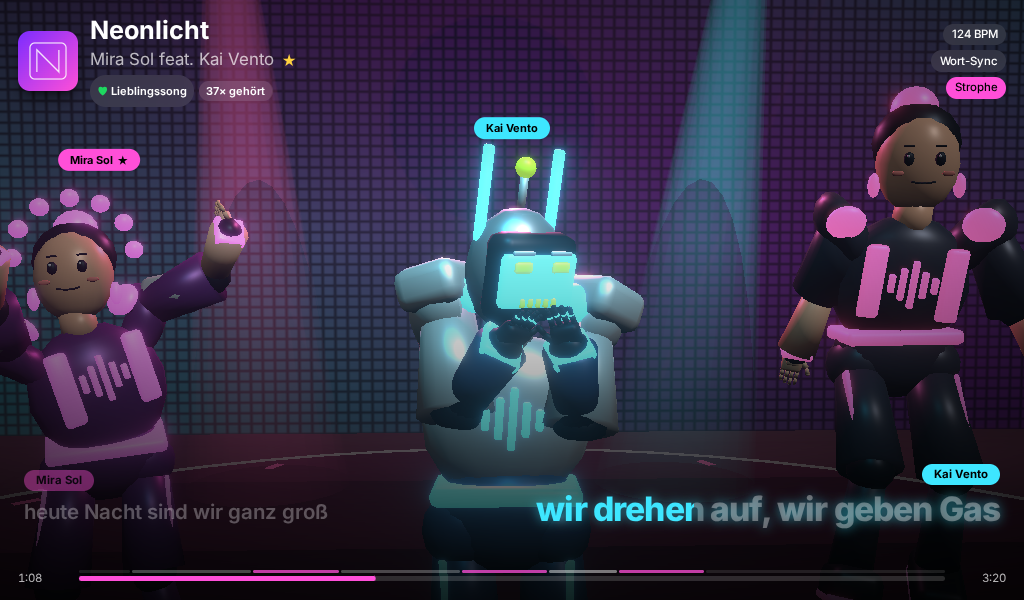 Neonlicht
Mira Sol feat. Kai Vento ★
Lieblingssong
37× gehört
124 BPM
Wort-Sync
Strophe
Kai Vento
Mira Sol ★
Mira Sol
heute Nacht sind wir ganz groß
Kai Vento
wir drehen auf, wir geben Gas
1:08
3:20